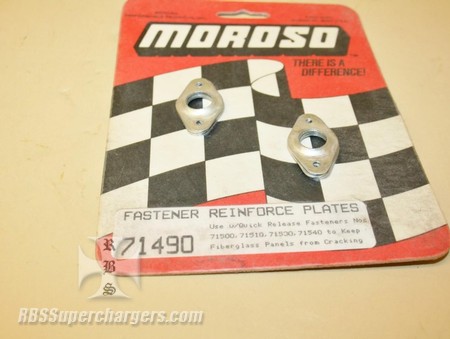 MOROSO
THERE IS A
DIFFERENCE!
FASTENER REINFORCE PLATES
71490
Use w/Quick Release Fasteners Nos
71500, 71510, 71530, 71540 to Keep
Fiberglass Panels from Cracking
RBS
RBSSuperchargers.com